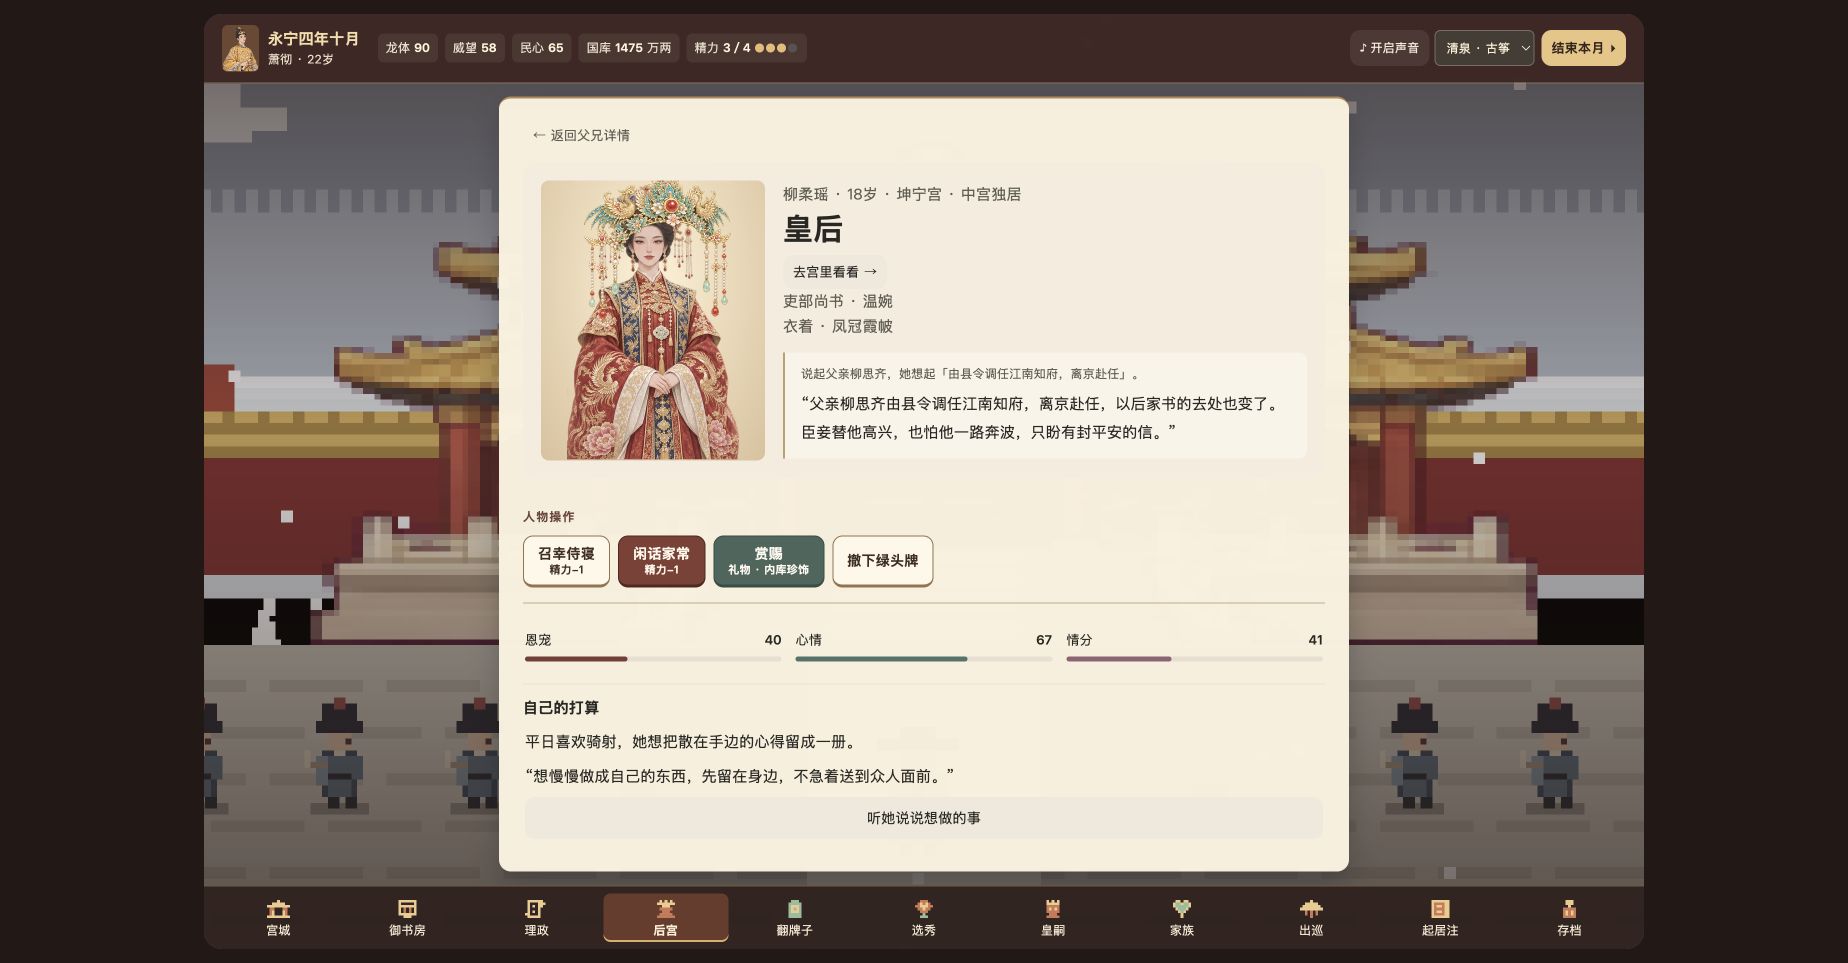 永宁四年十月
萧彻 · 22岁
龙体 90
威望 58
民心 65
国库 1475 万两
精力 3 / 4
♪ 开启声音
清泉 · 古筝
结束本月
← 返回父兄详情
柳柔瑶 · 18岁 · 坤宁宫 · 中宫独居
皇后
去宫里看看 →
吏部尚书 · 温婉
衣着 · 凤冠霞帔
说起父亲柳思齐，她想起「由县令调任江南知府，离京赴任」。
“父亲柳思齐由县令调任江南知府，离京赴任，以后家书的去处也变了。
臣妾替他高兴，也怕他一路奔波，只盼有封平安的信。”
人物操作
召幸侍寝
精力−1
闲话家常
精力−1
赏赐
礼物 · 内库珍饰
撤下绿头牌
恩宠 40
心情 67
情分 41
自己的打算
平日喜欢骑射，她想把散在手边的心得留成一册。
“想慢慢做成自己的东西，先留在身边，不急着送到众人面前。”
听她说说想做的事
宫城
御书房
理政
后宫
翻牌子
选秀
皇嗣
家族
出巡
起居注
存档